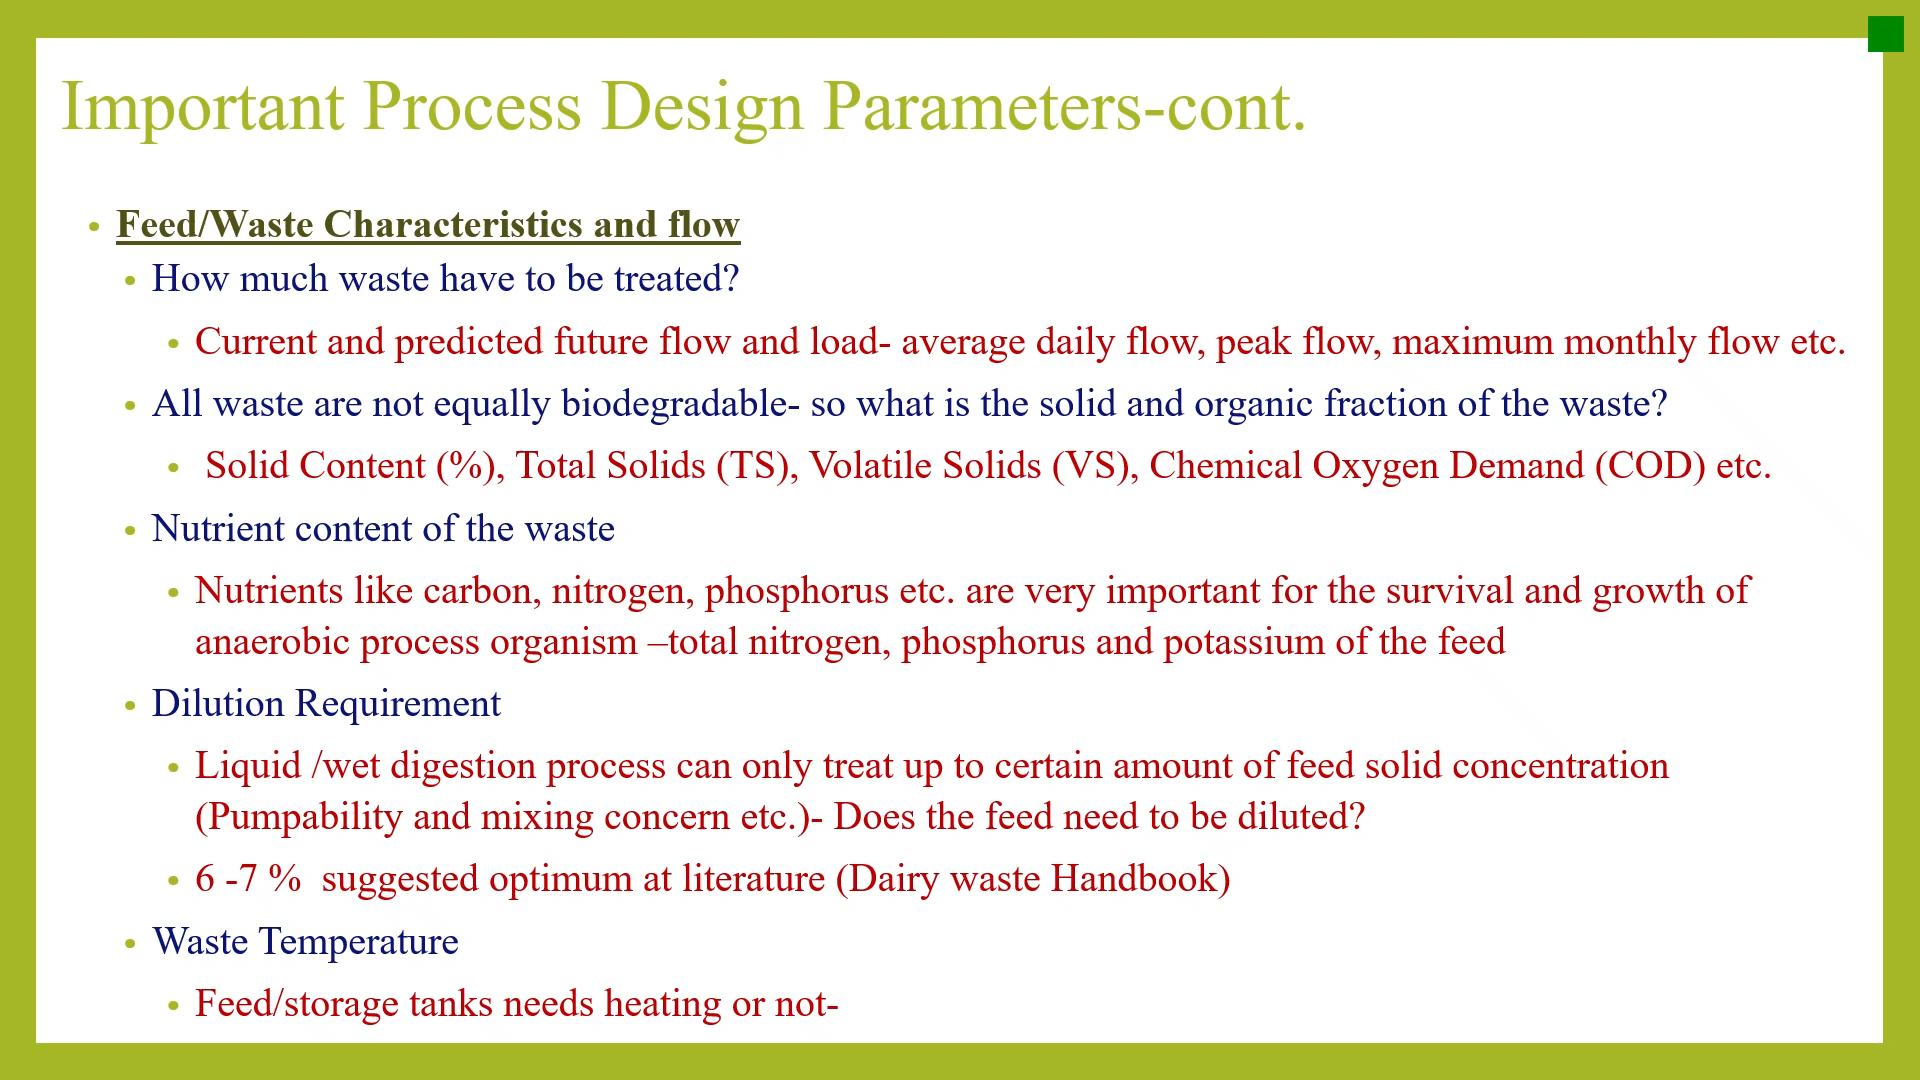 Important Process Design Parameters-cont.
• Feed/Waste Characteristics and flow
• How much waste have to be treated?
• Current and predicted future flow and load- average daily flow, peak flow, maximum monthly flow etc.
• All waste are not equally biodegradable- so what is the solid and organic fraction of the waste?
• Solid Content (%), Total Solids (TS), Volatile Solids (VS), Chemical Oxygen Demand (COD) etc.
• Nutrient content of the waste
• Nutrients like carbon, nitrogen, phosphorus etc. are very important for the survival and growth of
anaerobic process organism –total nitrogen, phosphorus and potassium of the feed
• Dilution Requirement
• Liquid /wet digestion process can only treat up to certain amount of feed solid concentration
(Pumpability and mixing concern etc.)- Does the feed need to be diluted?
• 6 -7 %  suggested optimum at literature (Dairy waste Handbook)
• Waste Temperature
• Feed/storage tanks needs heating or not-